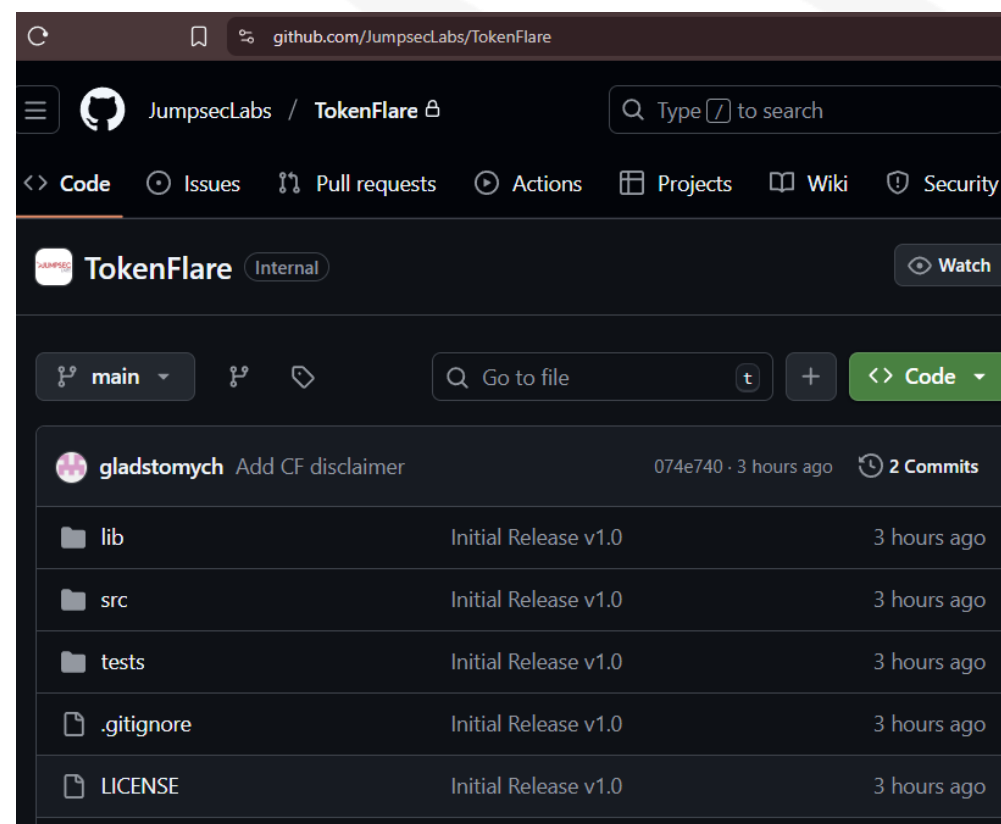 github.com/JumpsecLabs/TokenFlare
JumpsecLabs / TokenFlare
Type / to search
Code Issues Pull requests Actions Projects Wiki Security
JUMPSEC
TokenFlare Internal Watch
main Go to file t + Code
gladstomych Add CF disclaimer 074e740 · 3 hours ago 2 Commits
lib Initial Release v1.0 3 hours ago
src Initial Release v1.0 3 hours ago
tests Initial Release v1.0 3 hours ago
.gitignore Initial Release v1.0 3 hours ago
LICENSE Initial Release v1.0 3 hours ago